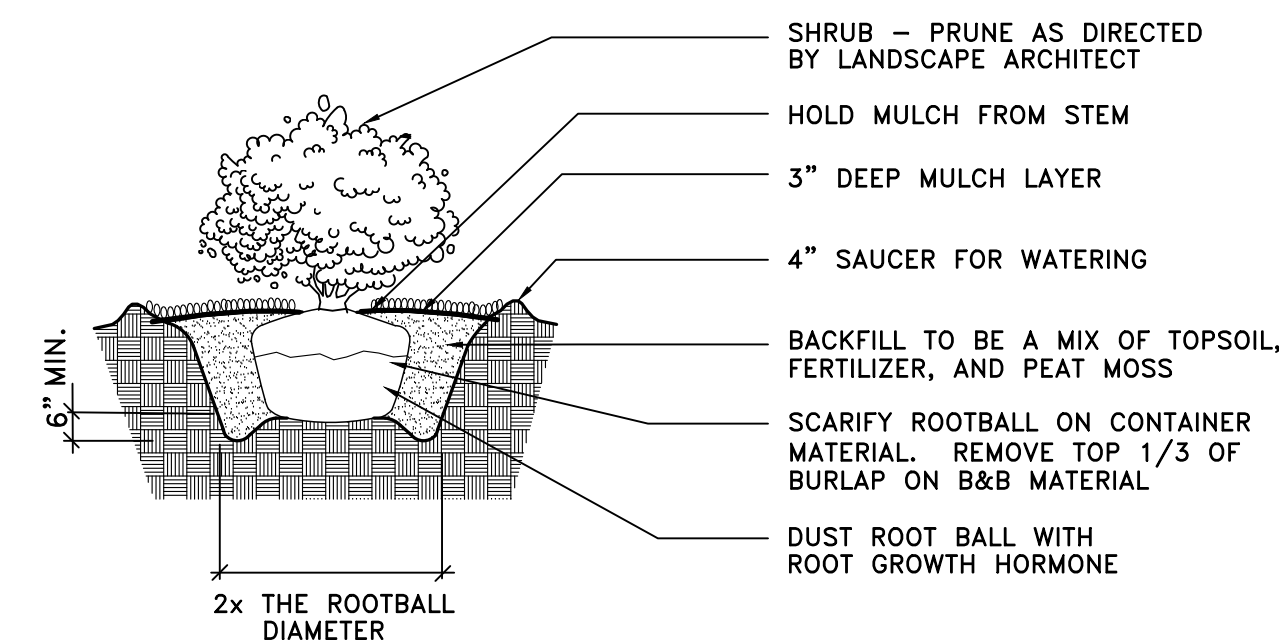 SHRUB – PRUNE AS DIRECTED
BY LANDSCAPE ARCHITECT
HOLD MULCH FROM STEM
3” DEEP MULCH LAYER
4” SAUCER FOR WATERING
BACKFILL TO BE A MIX OF TOPSOIL,
FERTILIZER, AND PEAT MOSS
SCARIFY ROOTBALL ON CONTAINER
MATERIAL. REMOVE TOP 1/3 OF
BURLAP ON B&B MATERIAL
DUST ROOT BALL WITH
ROOT GROWTH HORMONE
6” MIN.
2x THE ROOTBALL
DIAMETER